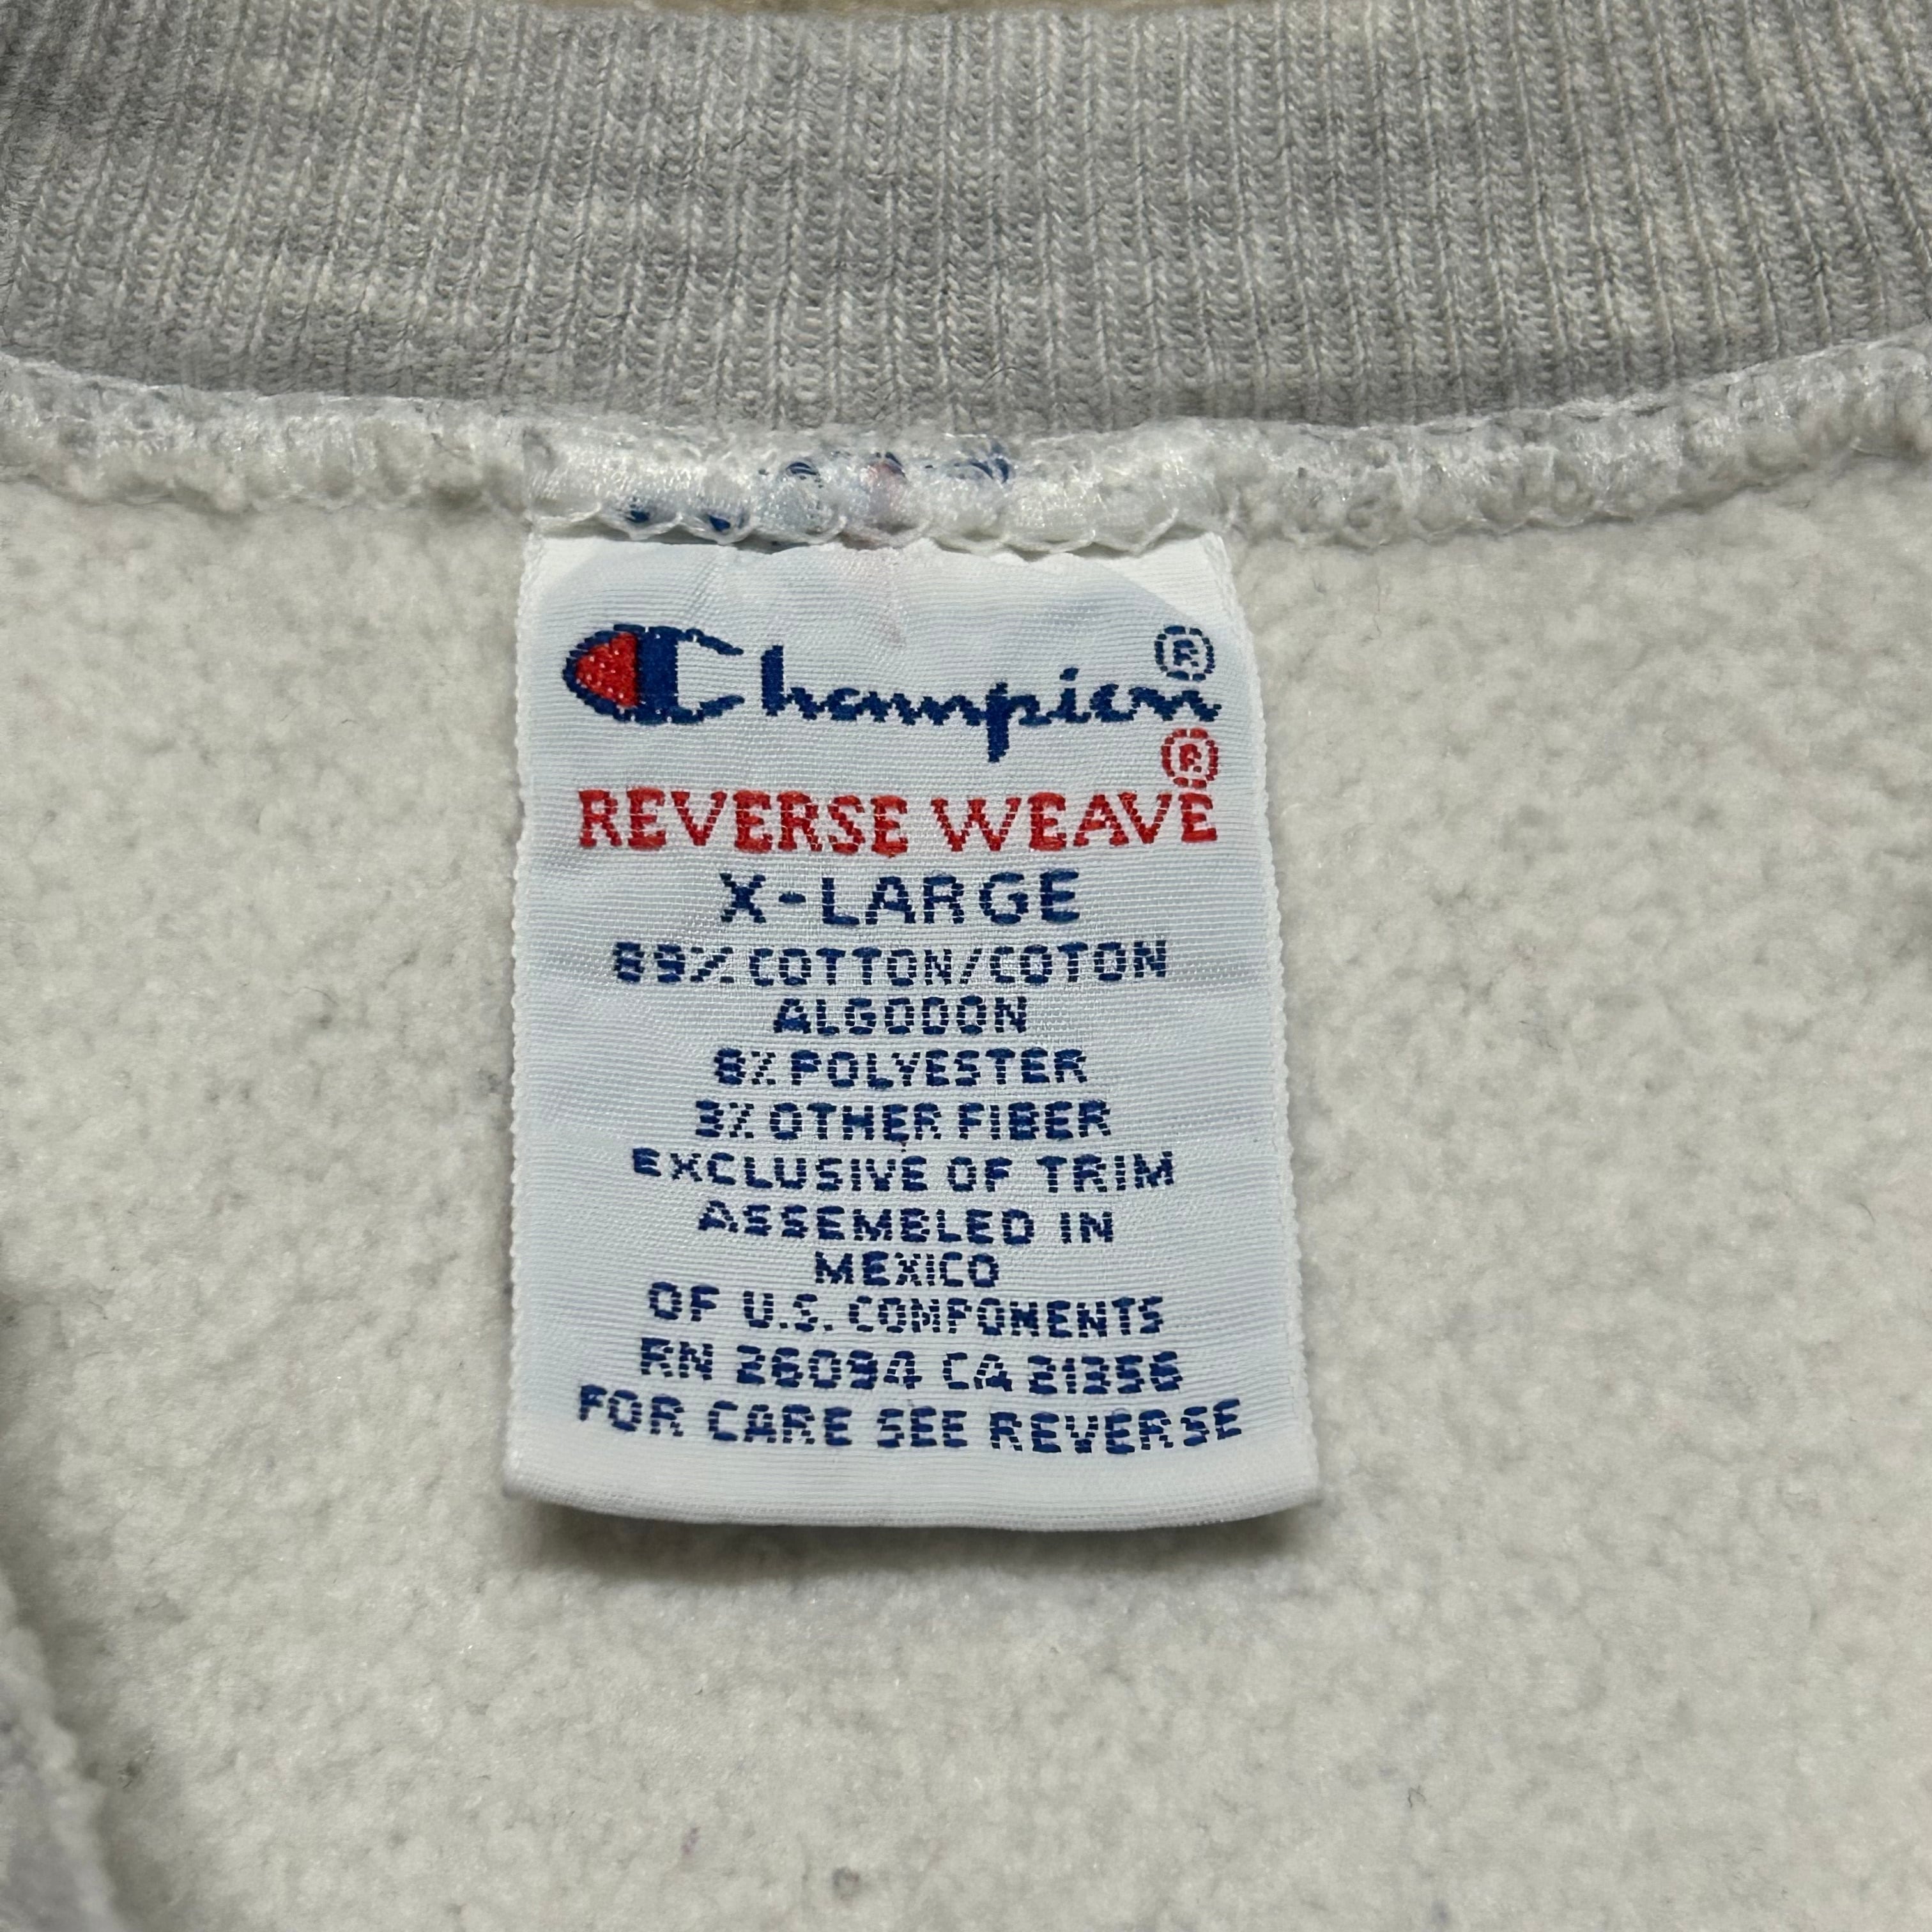 Champion®
REVERSE WEAVE®
X-LARGE
89% COTTON/COTON
ALGODON
8% POLYESTER
3% OTHER FIBER
EXCLUSIVE OF TRIM
ASSEMBLED IN
MEXICO
OF U.S. COMPONENTS
RN 26094 CA 21356
FOR CARE SEE REVERSE